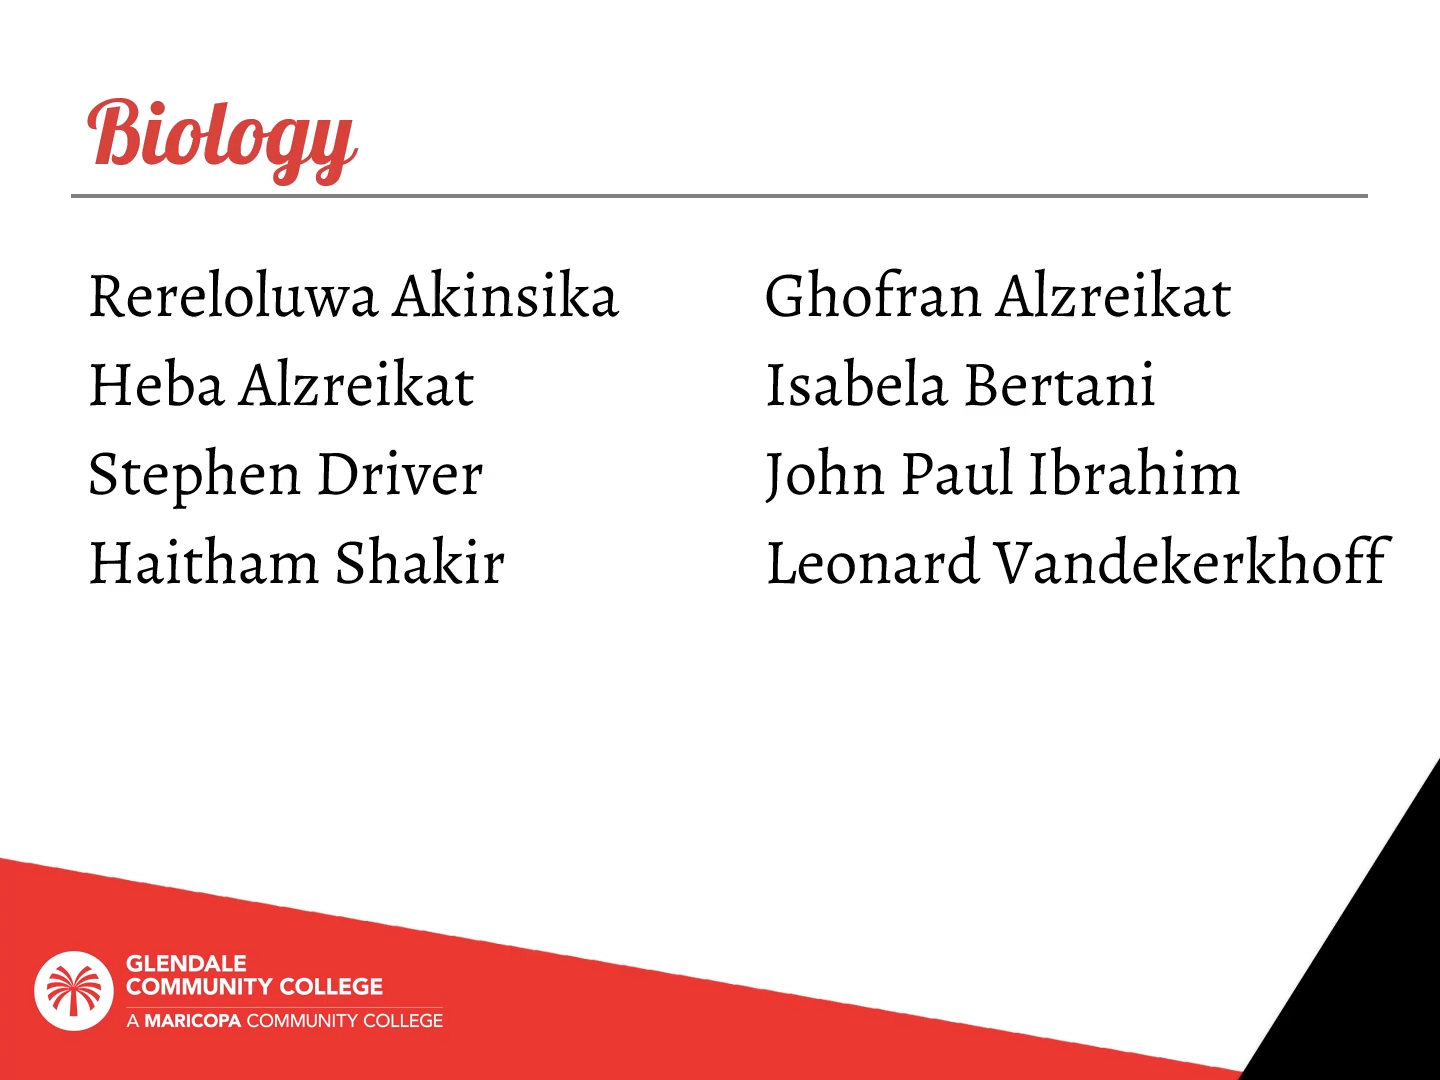 Biology
Rereloluwa Akinsika
Heba Alzreikat
Stephen Driver
Haitham Shakir
Ghofran Alzreikat
Isabela Bertani
John Paul Ibrahim
Leonard Vandekerkhoff
GLENDALE
COMMUNITY COLLEGE
A MARICOPA COMMUNITY COLLEGE